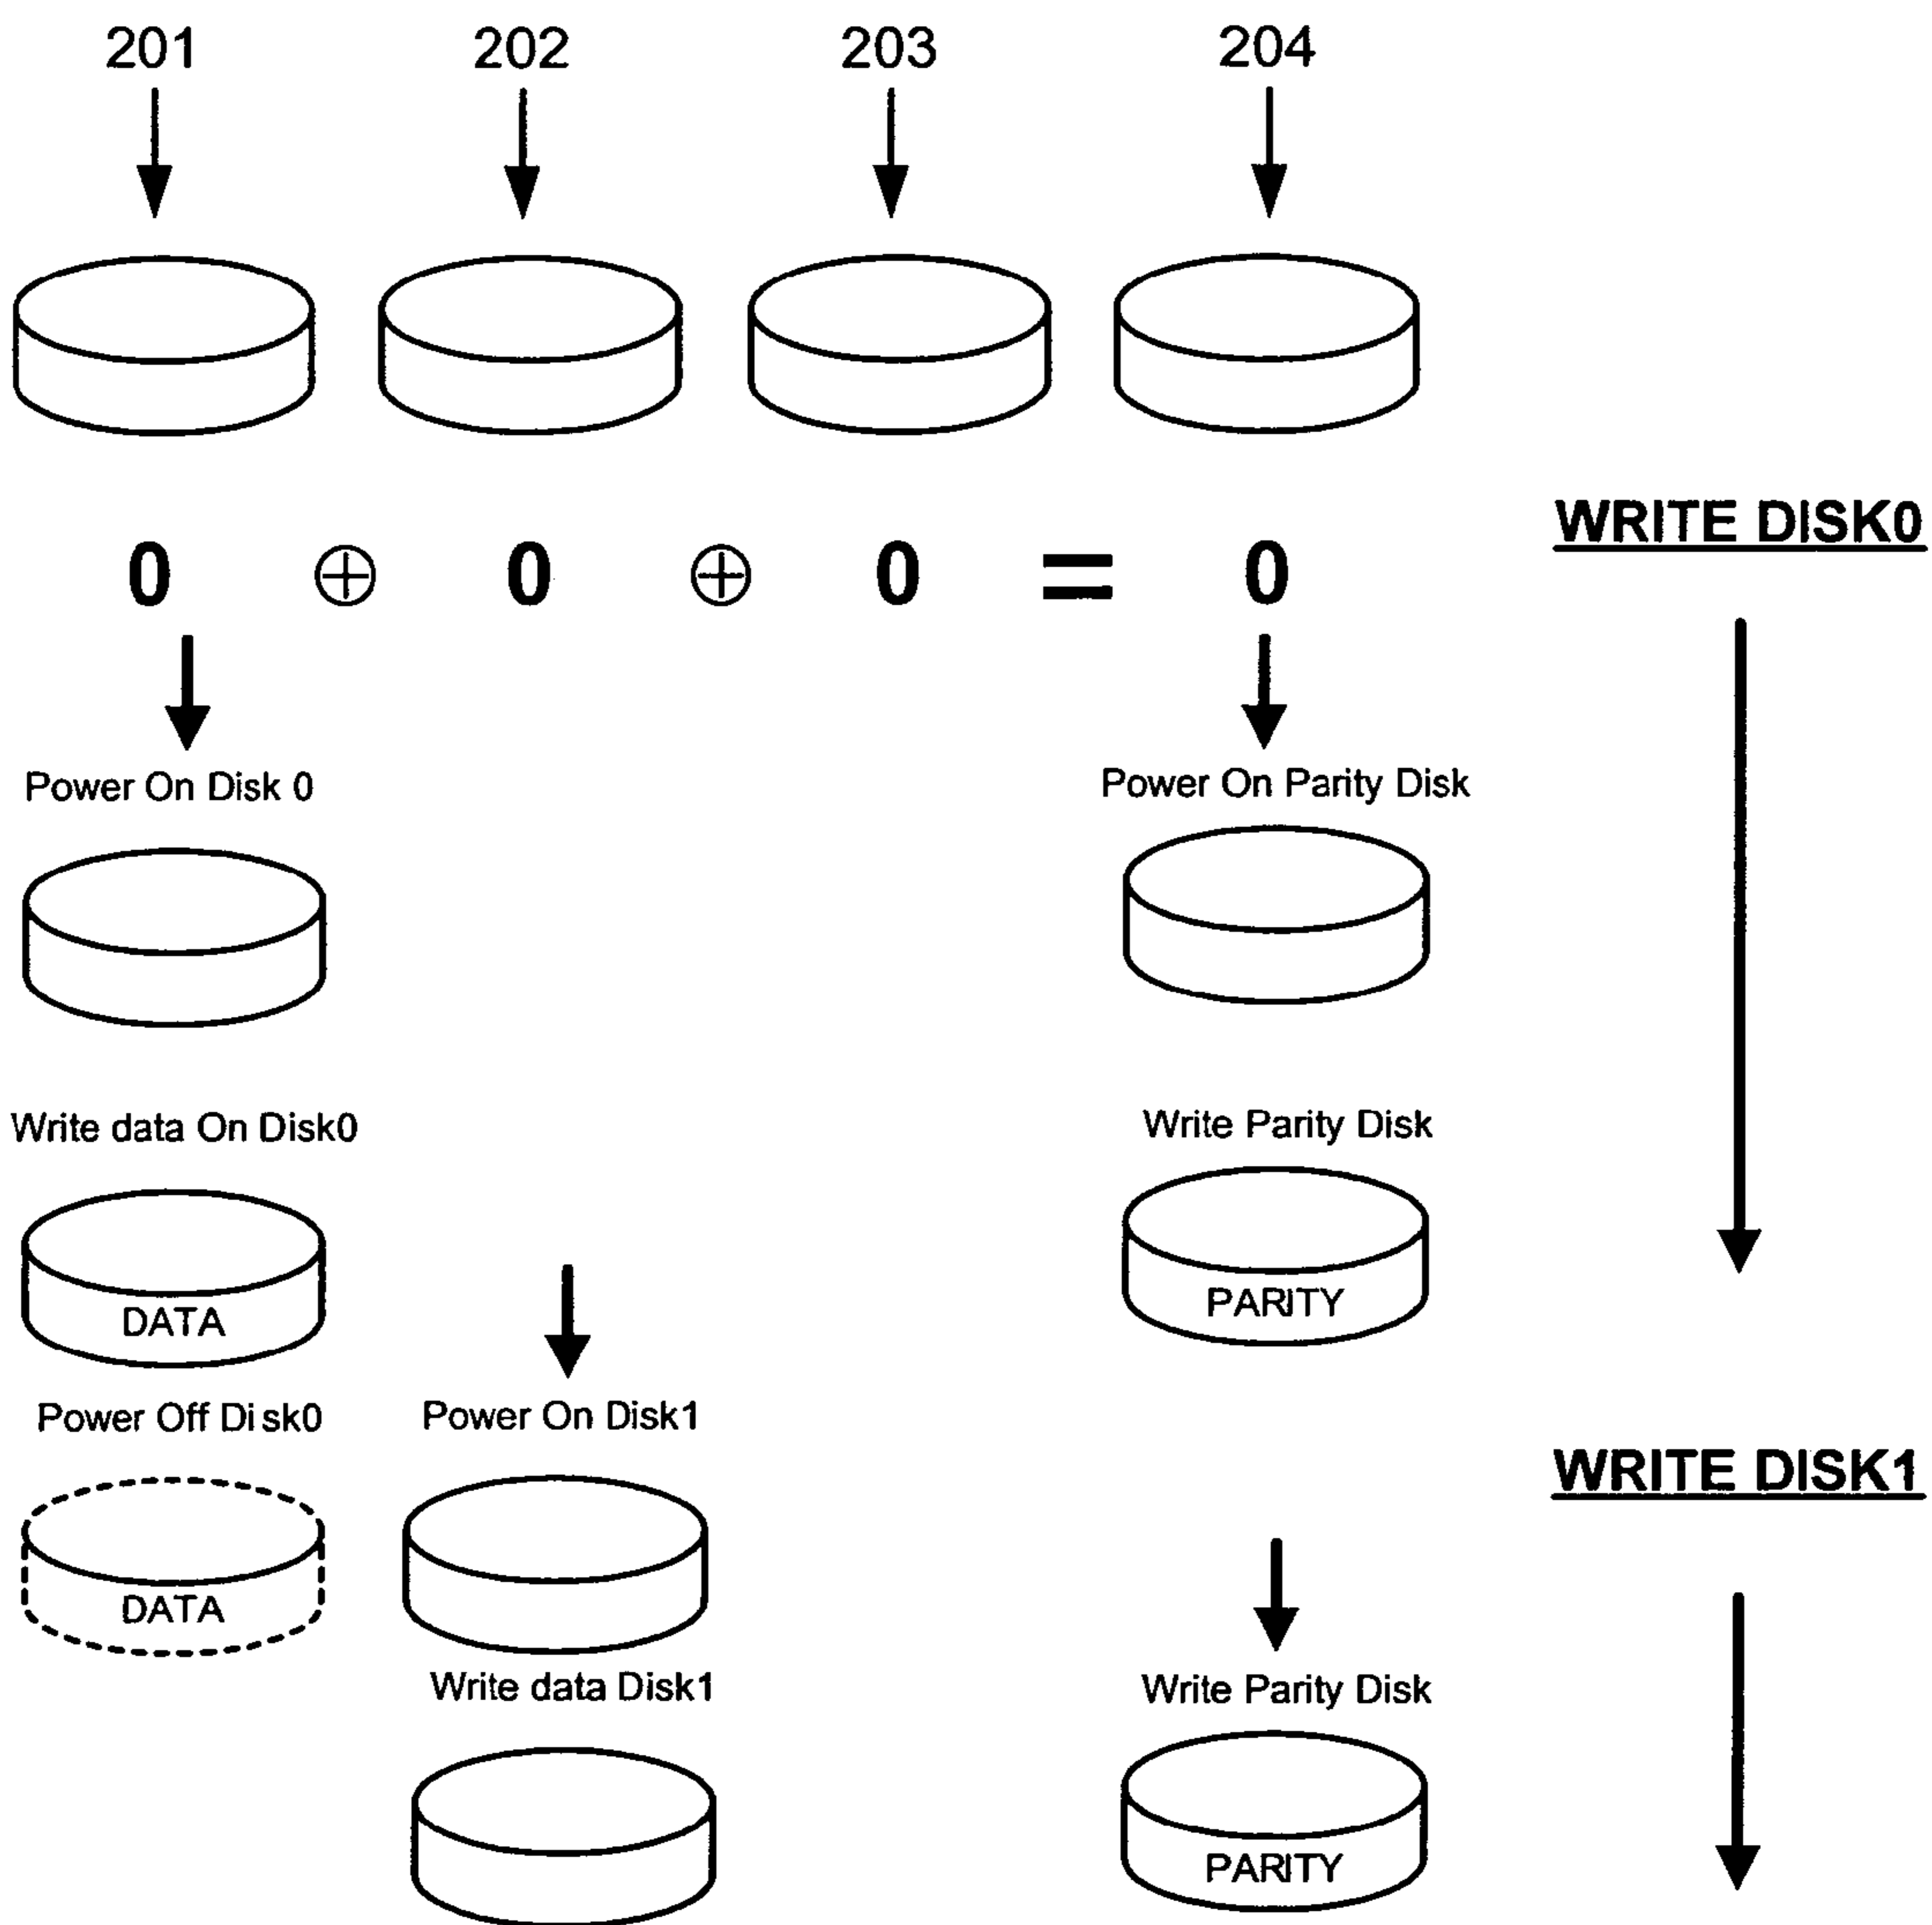 201 202 203 204
WRITE DISK0
0 ⊕ 0 ⊕ 0 = 0
Power On Disk 0 Power On Parity Disk
Write data On Disk0 Write Parity Disk
DATA PARITY
Power Off Disk0 Power On Disk1
WRITE DISK1
DATA
Write data Disk1 Write Parity Disk
PARITY